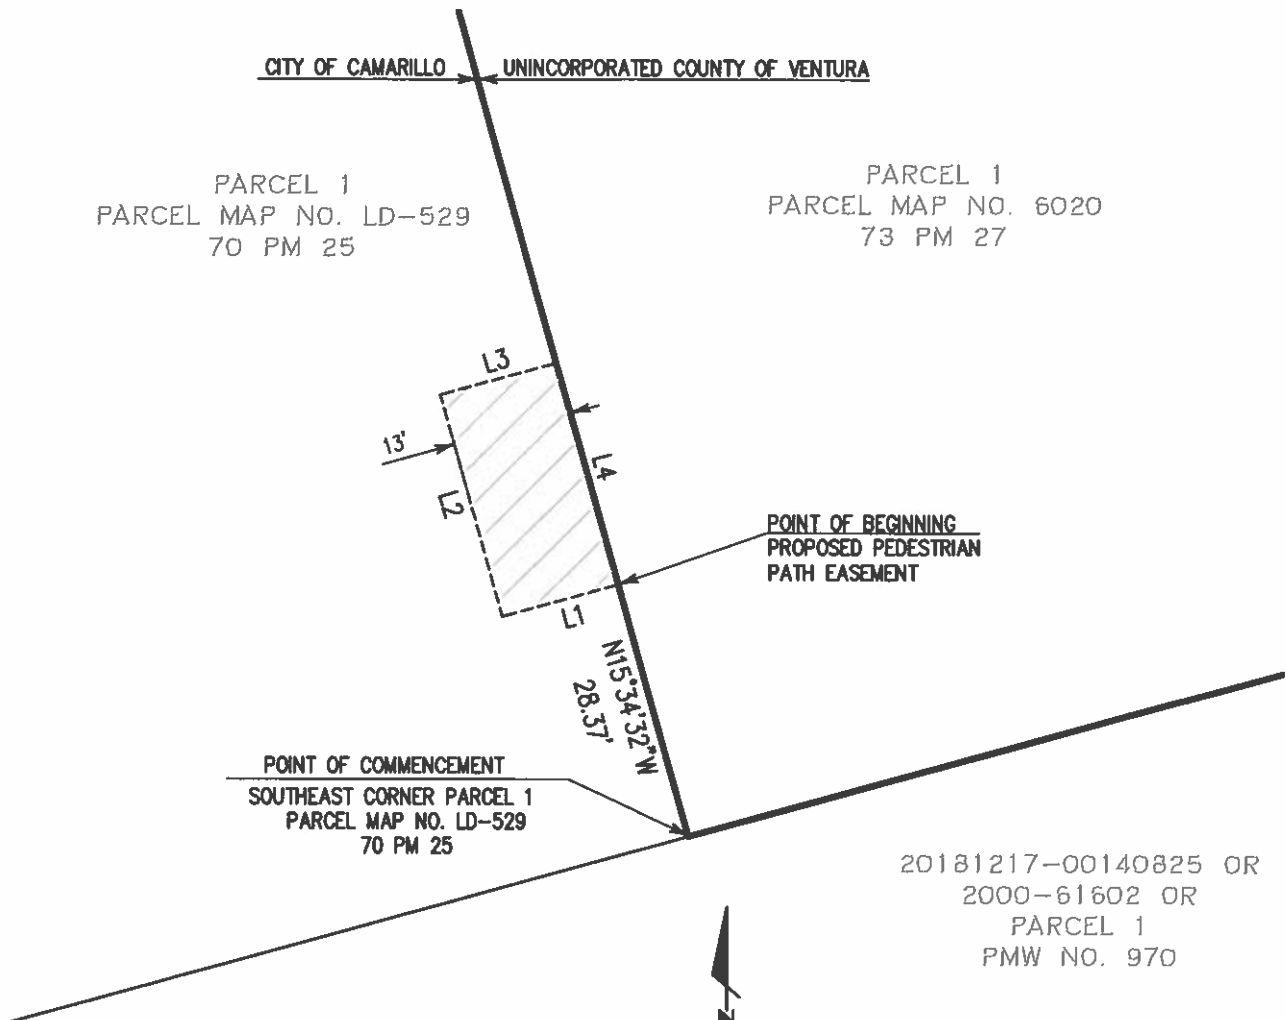 CITY OF CAMARILLO
UNINCORPORATED COUNTY OF VENTURA
PARCEL 1
PARCEL MAP NO. LD-529
70 PM 25
PARCEL 1
PARCEL MAP NO. 6020
73 PM 27
L3
13'
L4
L2
POINT OF BEGINNING
PROPOSED PEDESTRIAN
PATH EASEMENT
L1
N15°34'32"W
28.37'
POINT OF COMMENCEMENT
SOUTHEAST CORNER PARCEL 1
PARCEL MAP NO. LD-529
70 PM 25
20181217-00140825 OR
2000-61602 OR
PARCEL 1
PMW NO. 970